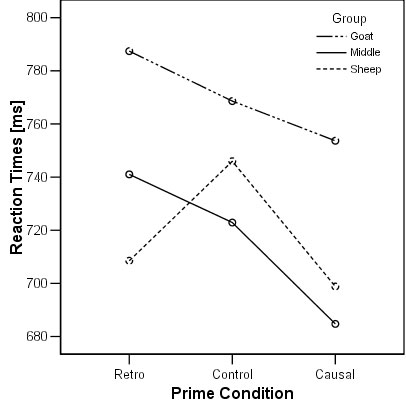 Group
Goat
Middle
Sheep
800
780
760
740
720
700
680
Reaction Times [ms]
Retro Control Causal
Prime Condition